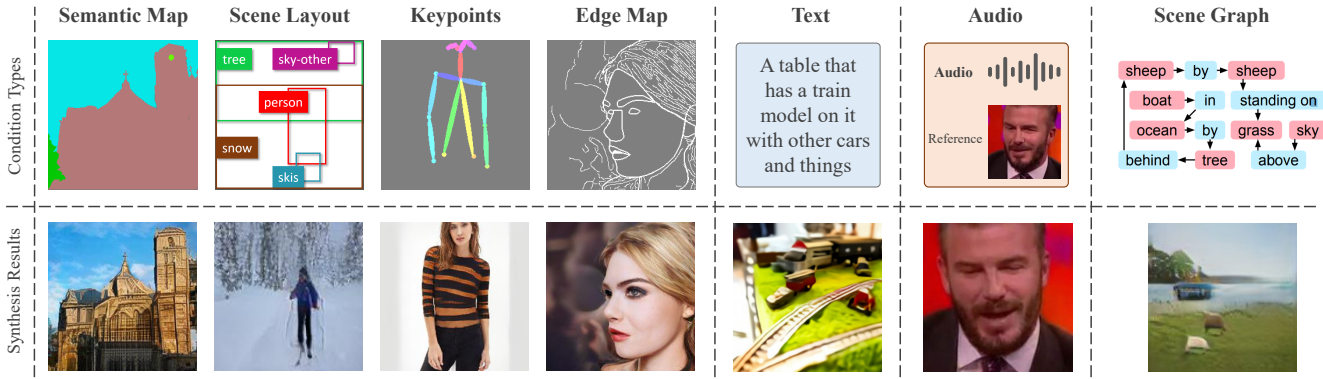 Semantic Map
Scene Layout
Keypoints
Edge Map
Text
Audio
Scene Graph
Condition Types
tree
sky-other
person
snow
skis
A table that
has a train
model on it
with other cars
and things
Audio
Reference
sheep by sheep
boat in standing on
ocean by grass sky
behind tree above
Synthesis Results